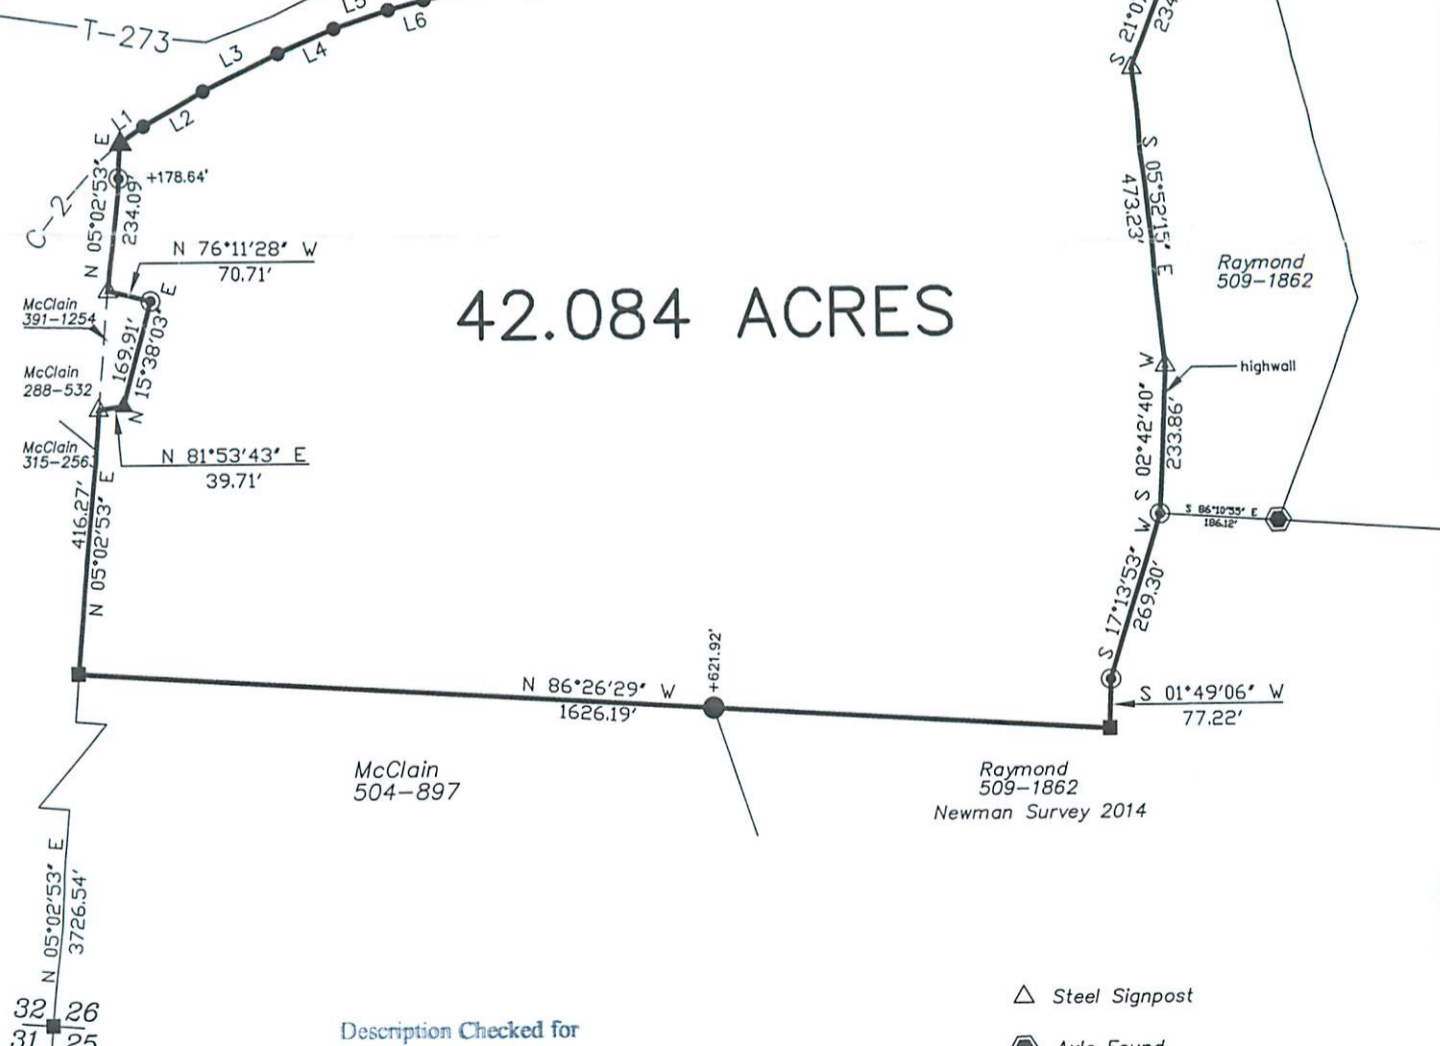 L5
L6
T-273
L3
L4
L1
L2
S 21°0
234
C-2
N 05°02'53" E
234.09'
+178.64'
N 76°11'28" W
70.71'
McClain
391-1254
N 15°38'03" E
169.91'
McClain
288-532
McClain
315-256
N 81°53'43" E
39.71'
N 05°02'53" E
416.27'
42.084 ACRES
S 05°52'15" E
473.23'
Raymond
509-1862
highwall
S 02°42'40" W
233.86'
S 86°10'55" E
186.12'
S 17°13'53" W
269.30'
S 01°49'06" W
77.22'
+621.92'
N 86°26'29" W
1626.19'
McClain
504-897
Raymond
509-1862
Newman Survey 2014
N 05°02'53" E
3726.54'
32 26
31 25
Steel Signpost
Axle Found
Description Checked for